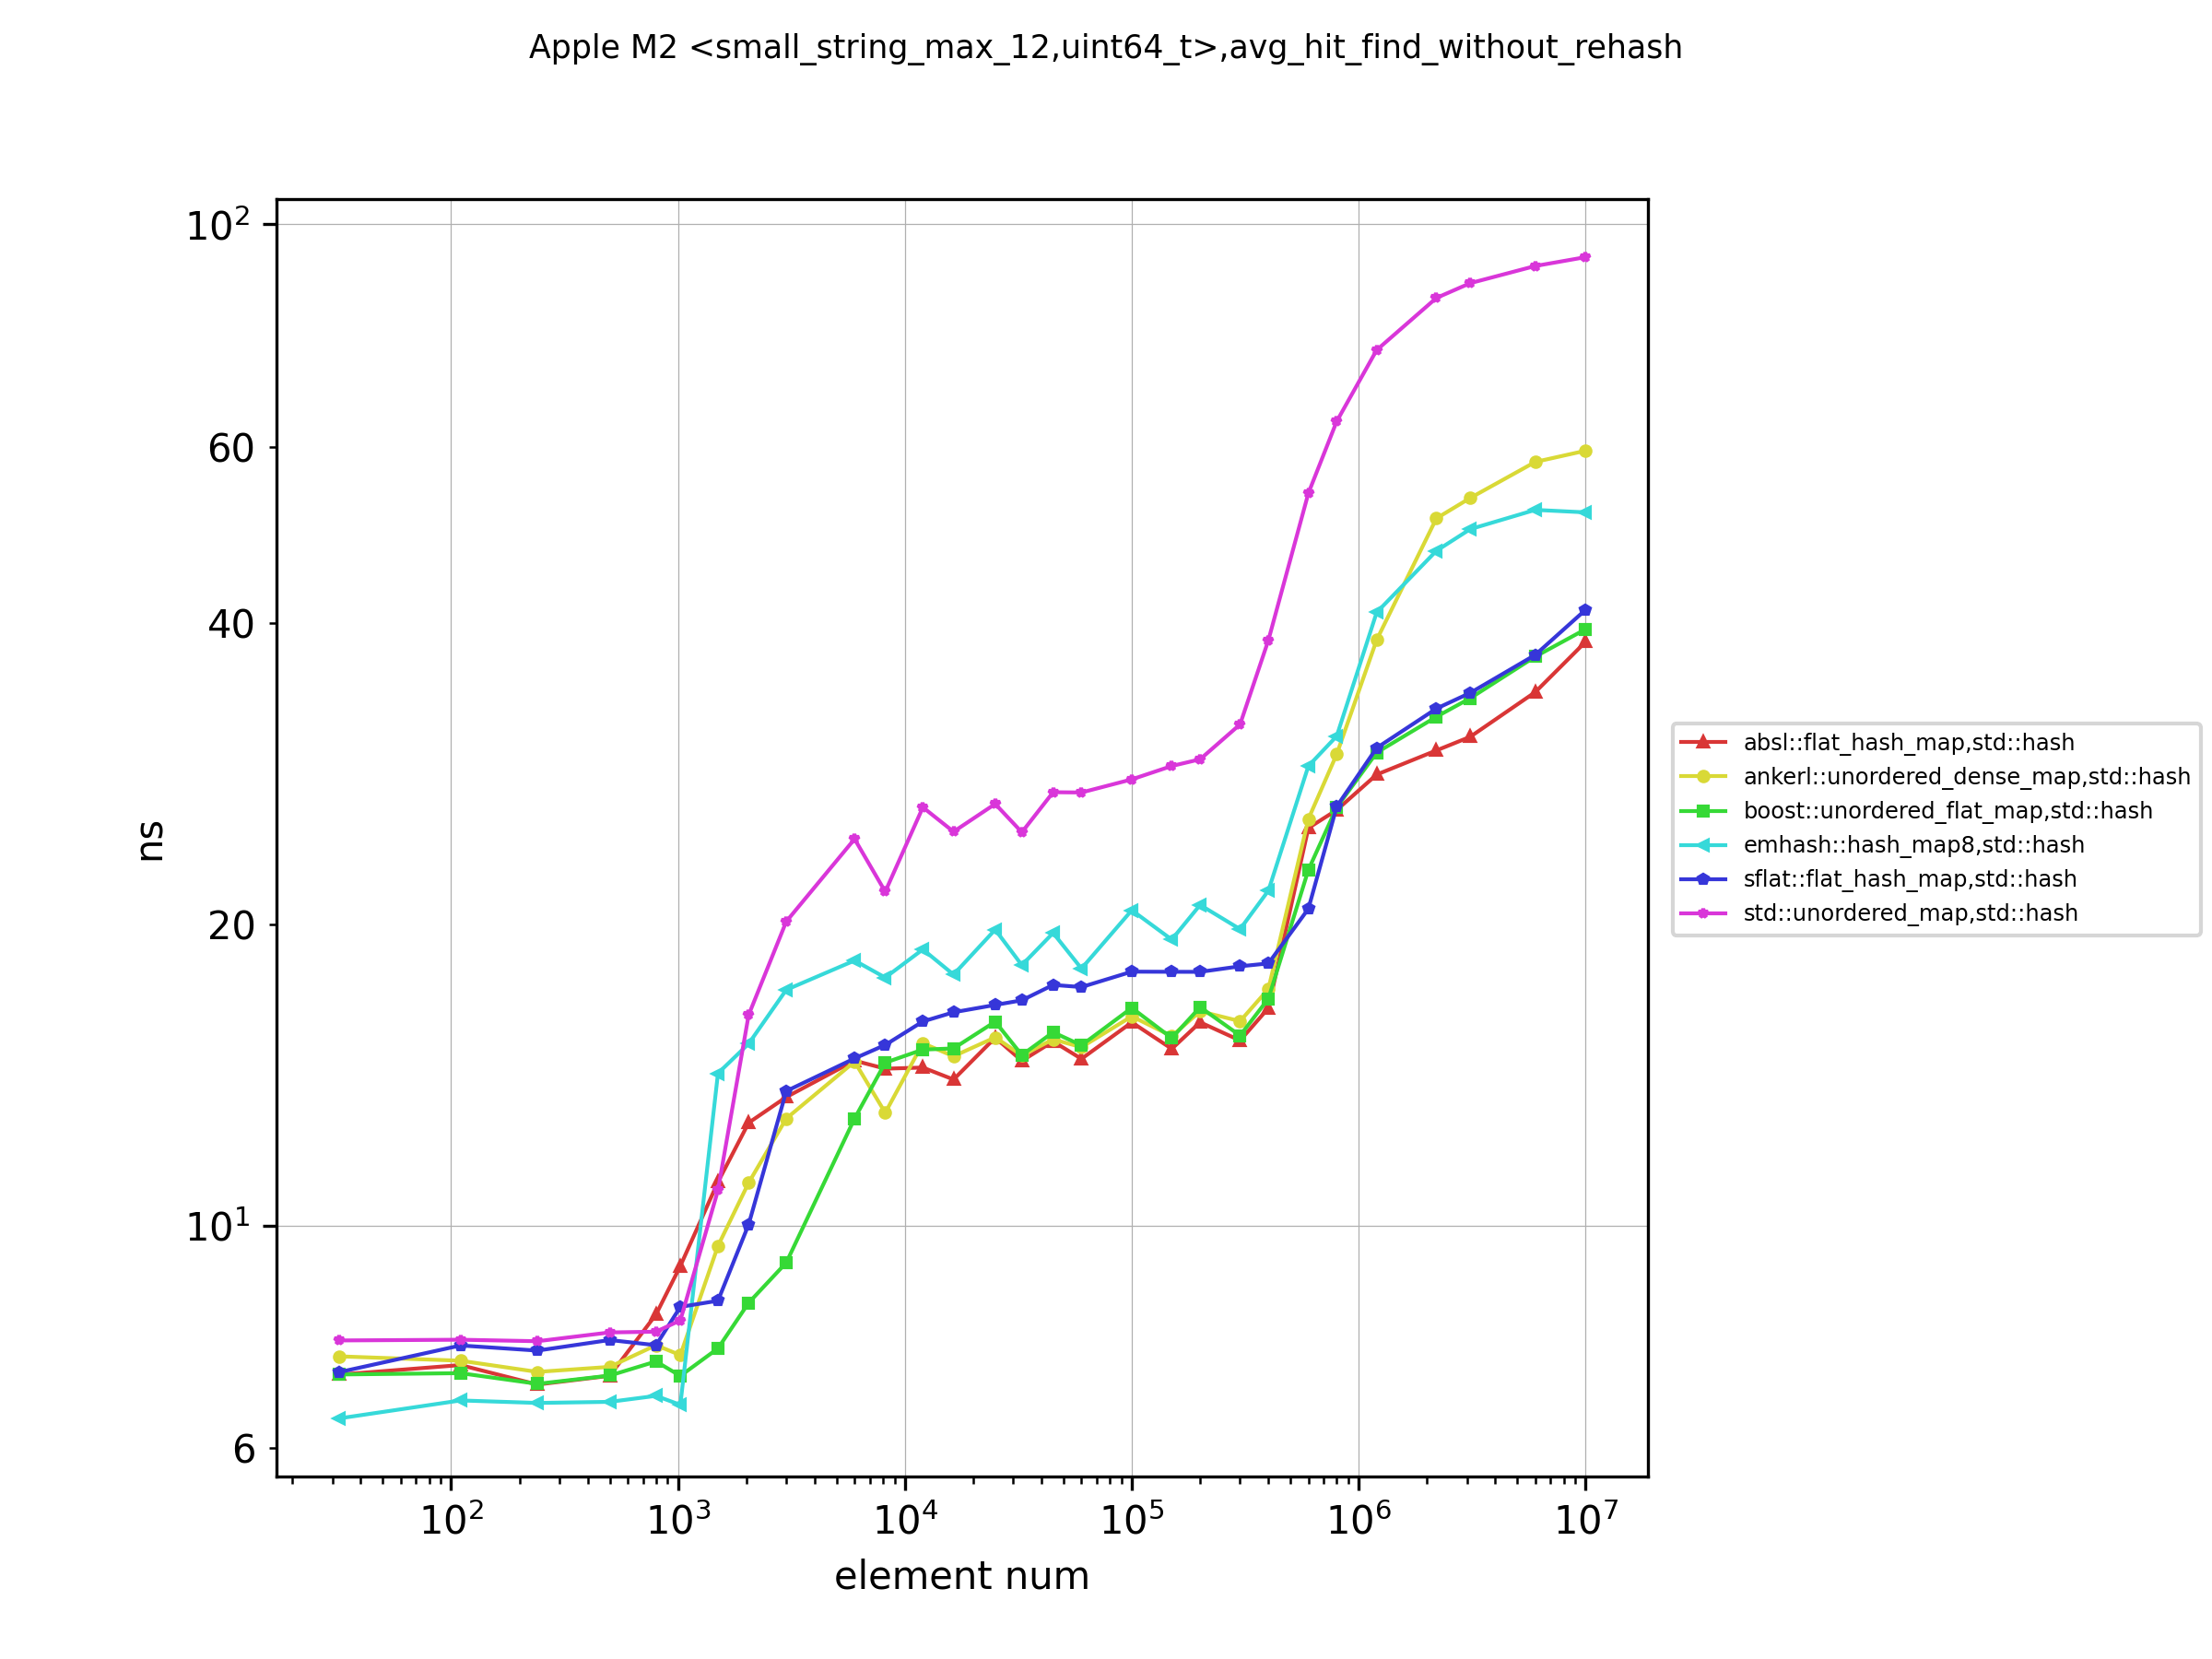 Apple M2 <small_string_max_12,uint64_t>,avg_hit_find_without_rehash
10²
60
40
20
10¹
6
ns
10² 10³ 10⁴ 10⁵ 10⁶ 10⁷
element num
absl::flat_hash_map,std::hash
ankerl::unordered_dense_map,std::hash
boost::unordered_flat_map,std::hash
emhash::hash_map8,std::hash
sflat::flat_hash_map,std::hash
std::unordered_map,std::hash